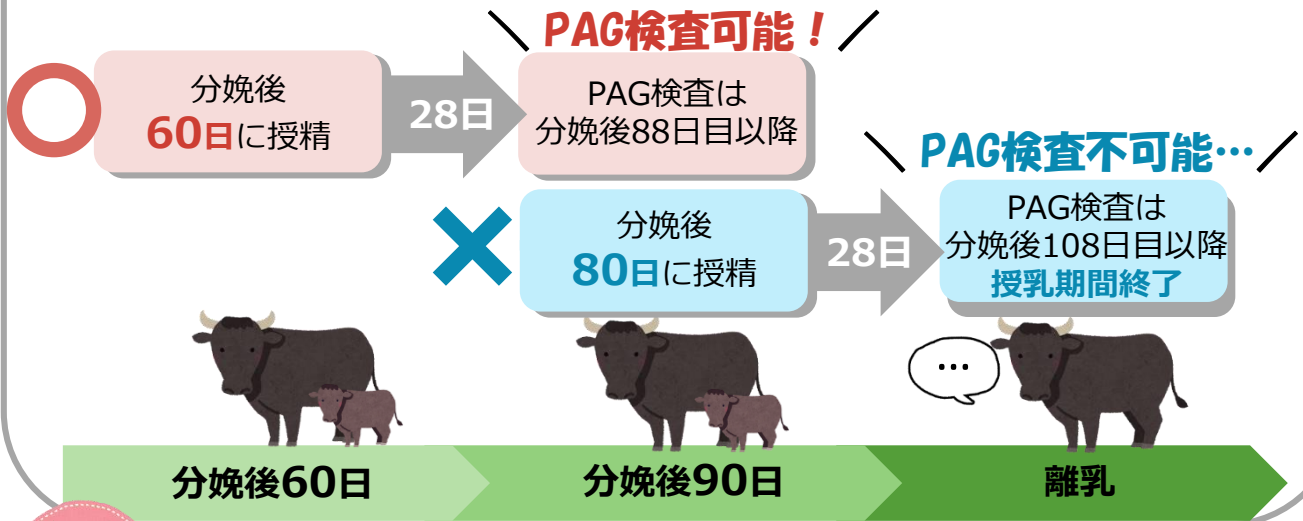 PAG検査可能！
分娩後
60日に授精
28日
PAG検査は
分娩後88日目以降
PAG検査不可能…
分娩後
80日に授精
28日
PAG検査は
分娩後108日目以降
授乳期間終了
…
分娩後60日
分娩後90日
離乳